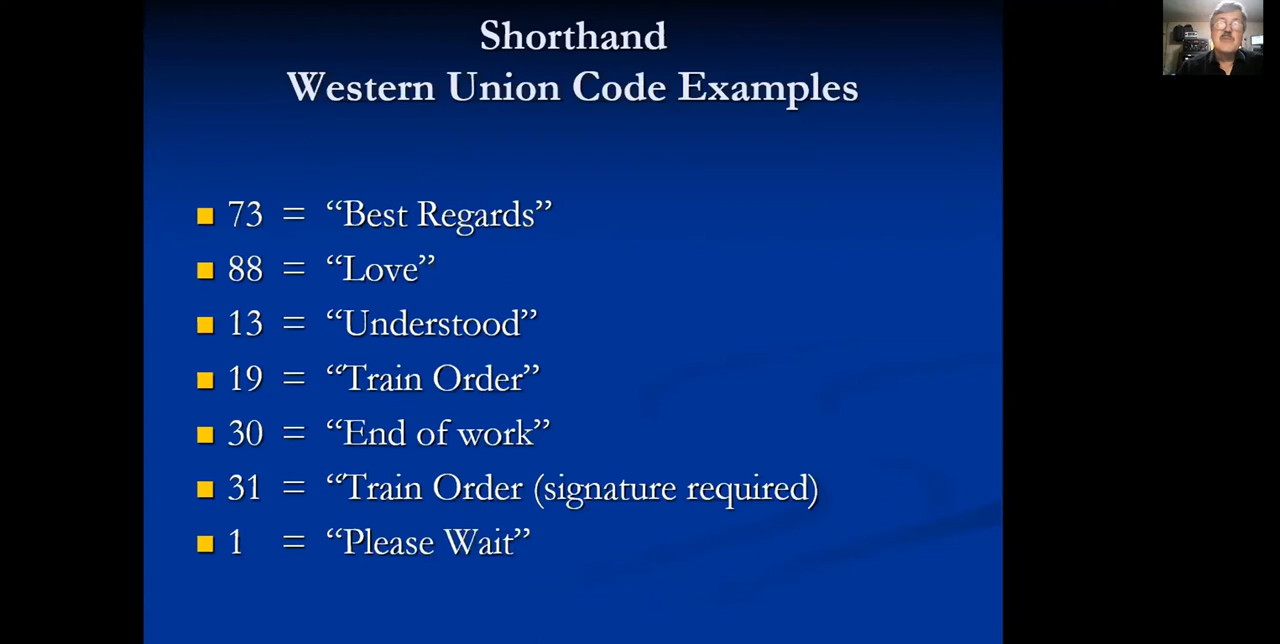 Shorthand
Western Union Code Examples
73 = “Best Regards”
88 = “Love”
13 = “Understood”
19 = “Train Order”
30 = “End of work”
31 = “Train Order (signature required)
1 = “Please Wait”